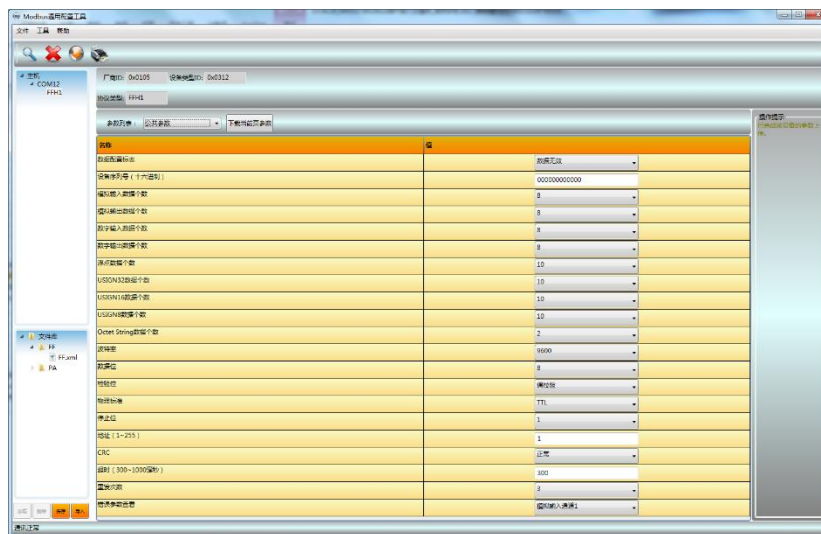 Modbus通用配置工具
文件 工具 帮助
主机
COM12
FFH1
厂商ID: 0x0105 设备类型ID: 0x0312
协议类型: FFH1
参数列表: 公共参数 下载当前页参数
操作提示
名称 值
数据配置标志 数据无效
设备序列号(十六进制) 000000000000
模拟输入数据个数 8
模拟输出数据个数 8
数字输入数据个数 8
数字输出数据个数 8
浮点数据个数 10
USIGN32数据个数 10
USIGN16数据个数 10
USIGN8数据个数 10
Octet String数据个数 2
波特率 9600
数据位 8
校验位 偶校验
物理标准 TTL
停止位 1
地址(1~255) 1
CRC 正常
超时(300~1000毫秒) 300
重发次数 3
错误参数查看 模拟输入通道1
文件库
FF
FF.xml
PA
导入
通讯正常